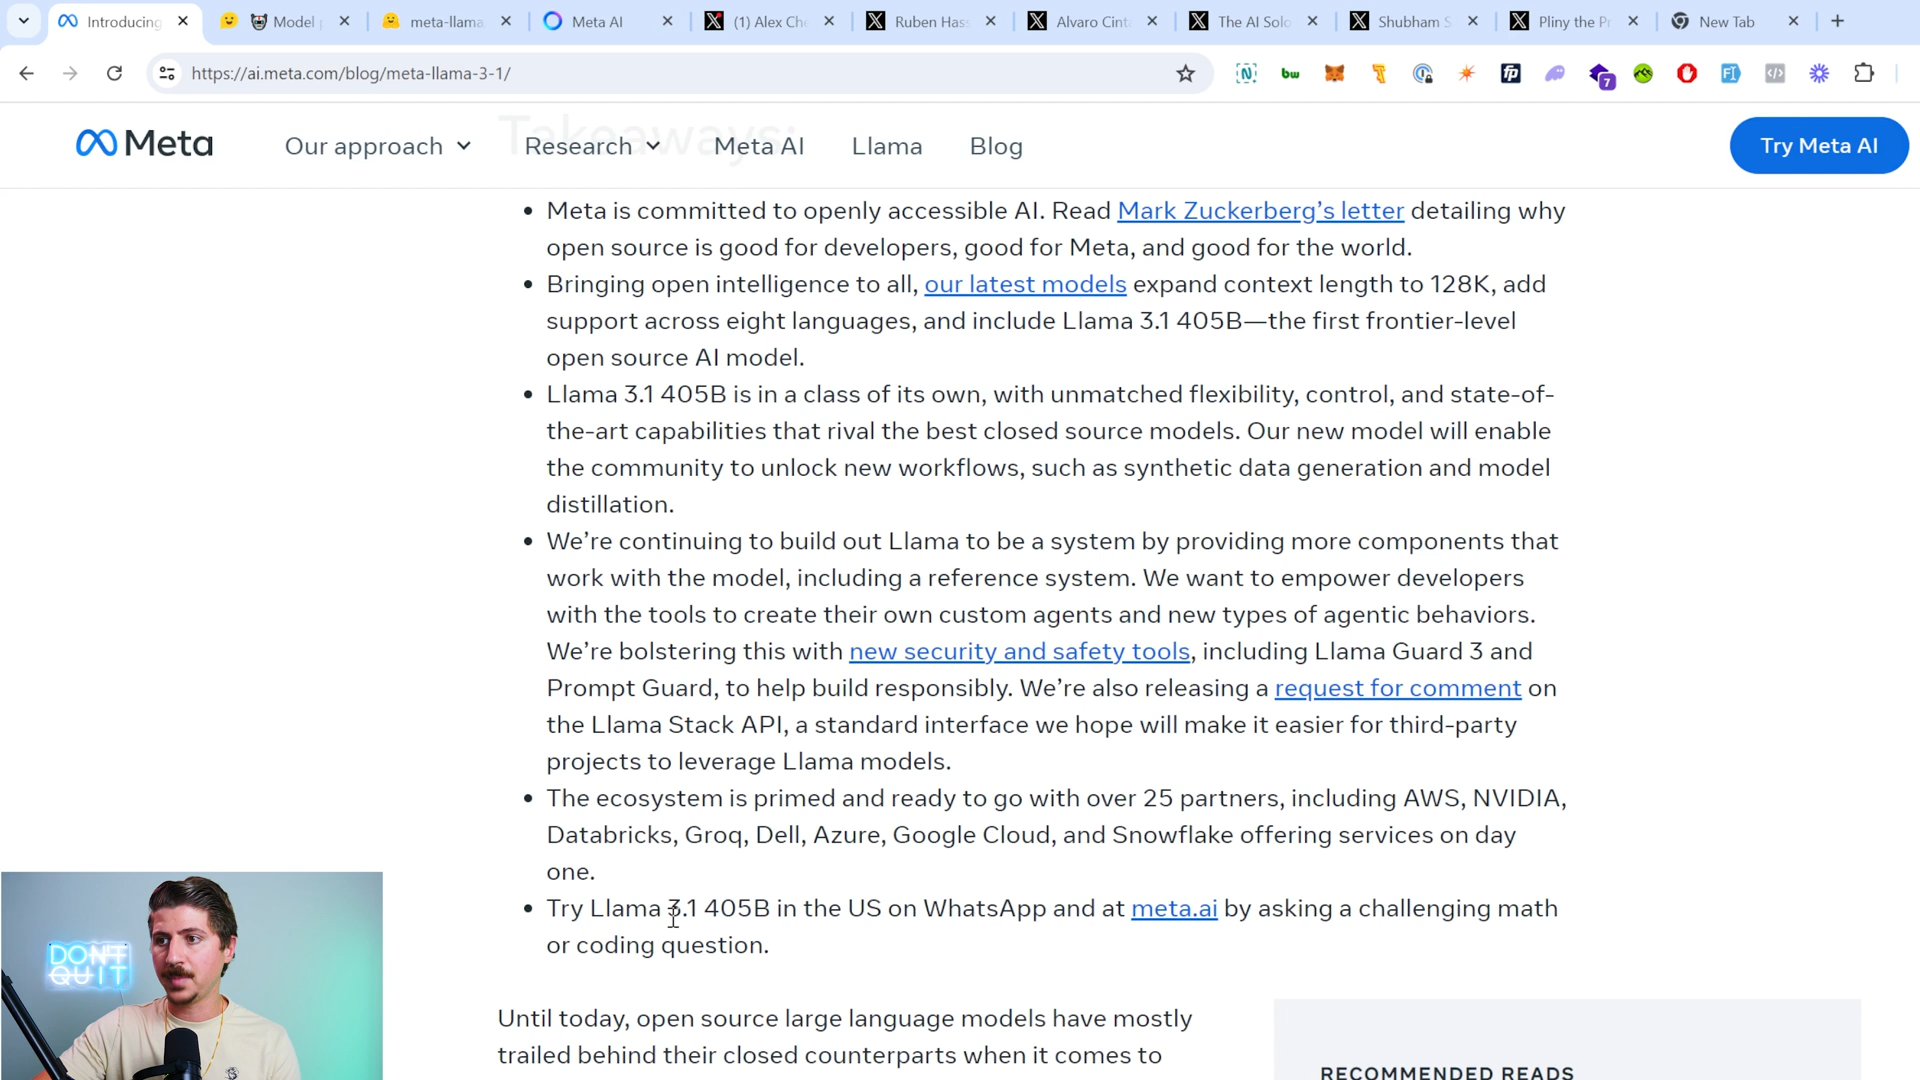 Introducing
Model
meta-llama
Meta AI
(1) Alex Che
Ruben Hass
Alvaro Cint
The AI Solo
Shubham S
Pliny the Pr
New Tab
https://ai.meta.com/blog/meta-llama-3-1/
bw
fp
7
FI
Takeaways:
Meta
Our approach
Research
Meta AI
Llama
Blog
Try Meta AI
• Meta is committed to openly accessible AI. Read Mark Zuckerberg’s letter detailing why
open source is good for developers, good for Meta, and good for the world.
• Bringing open intelligence to all, our latest models expand context length to 128K, add
support across eight languages, and include Llama 3.1 405B—the first frontier-level
open source AI model.
• Llama 3.1 405B is in a class of its own, with unmatched flexibility, control, and state-of-
the-art capabilities that rival the best closed source models. Our new model will enable
the community to unlock new workflows, such as synthetic data generation and model
distillation.
• We’re continuing to build out Llama to be a system by providing more components that
work with the model, including a reference system. We want to empower developers
with the tools to create their own custom agents and new types of agentic behaviors.
We’re bolstering this with new security and safety tools, including Llama Guard 3 and
Prompt Guard, to help build responsibly. We’re also releasing a request for comment on
the Llama Stack API, a standard interface we hope will make it easier for third-party
projects to leverage Llama models.
• The ecosystem is primed and ready to go with over 25 partners, including AWS, NVIDIA,
Databricks, Groq, Dell, Azure, Google Cloud, and Snowflake offering services on day
one.
• Try Llama 3.1 405B in the US on WhatsApp and at meta.ai by asking a challenging math
or coding question.
Until today, open source large language models have mostly
trailed behind their closed counterparts when it comes to
RECOMMENDED READS
DON'T
QUIT